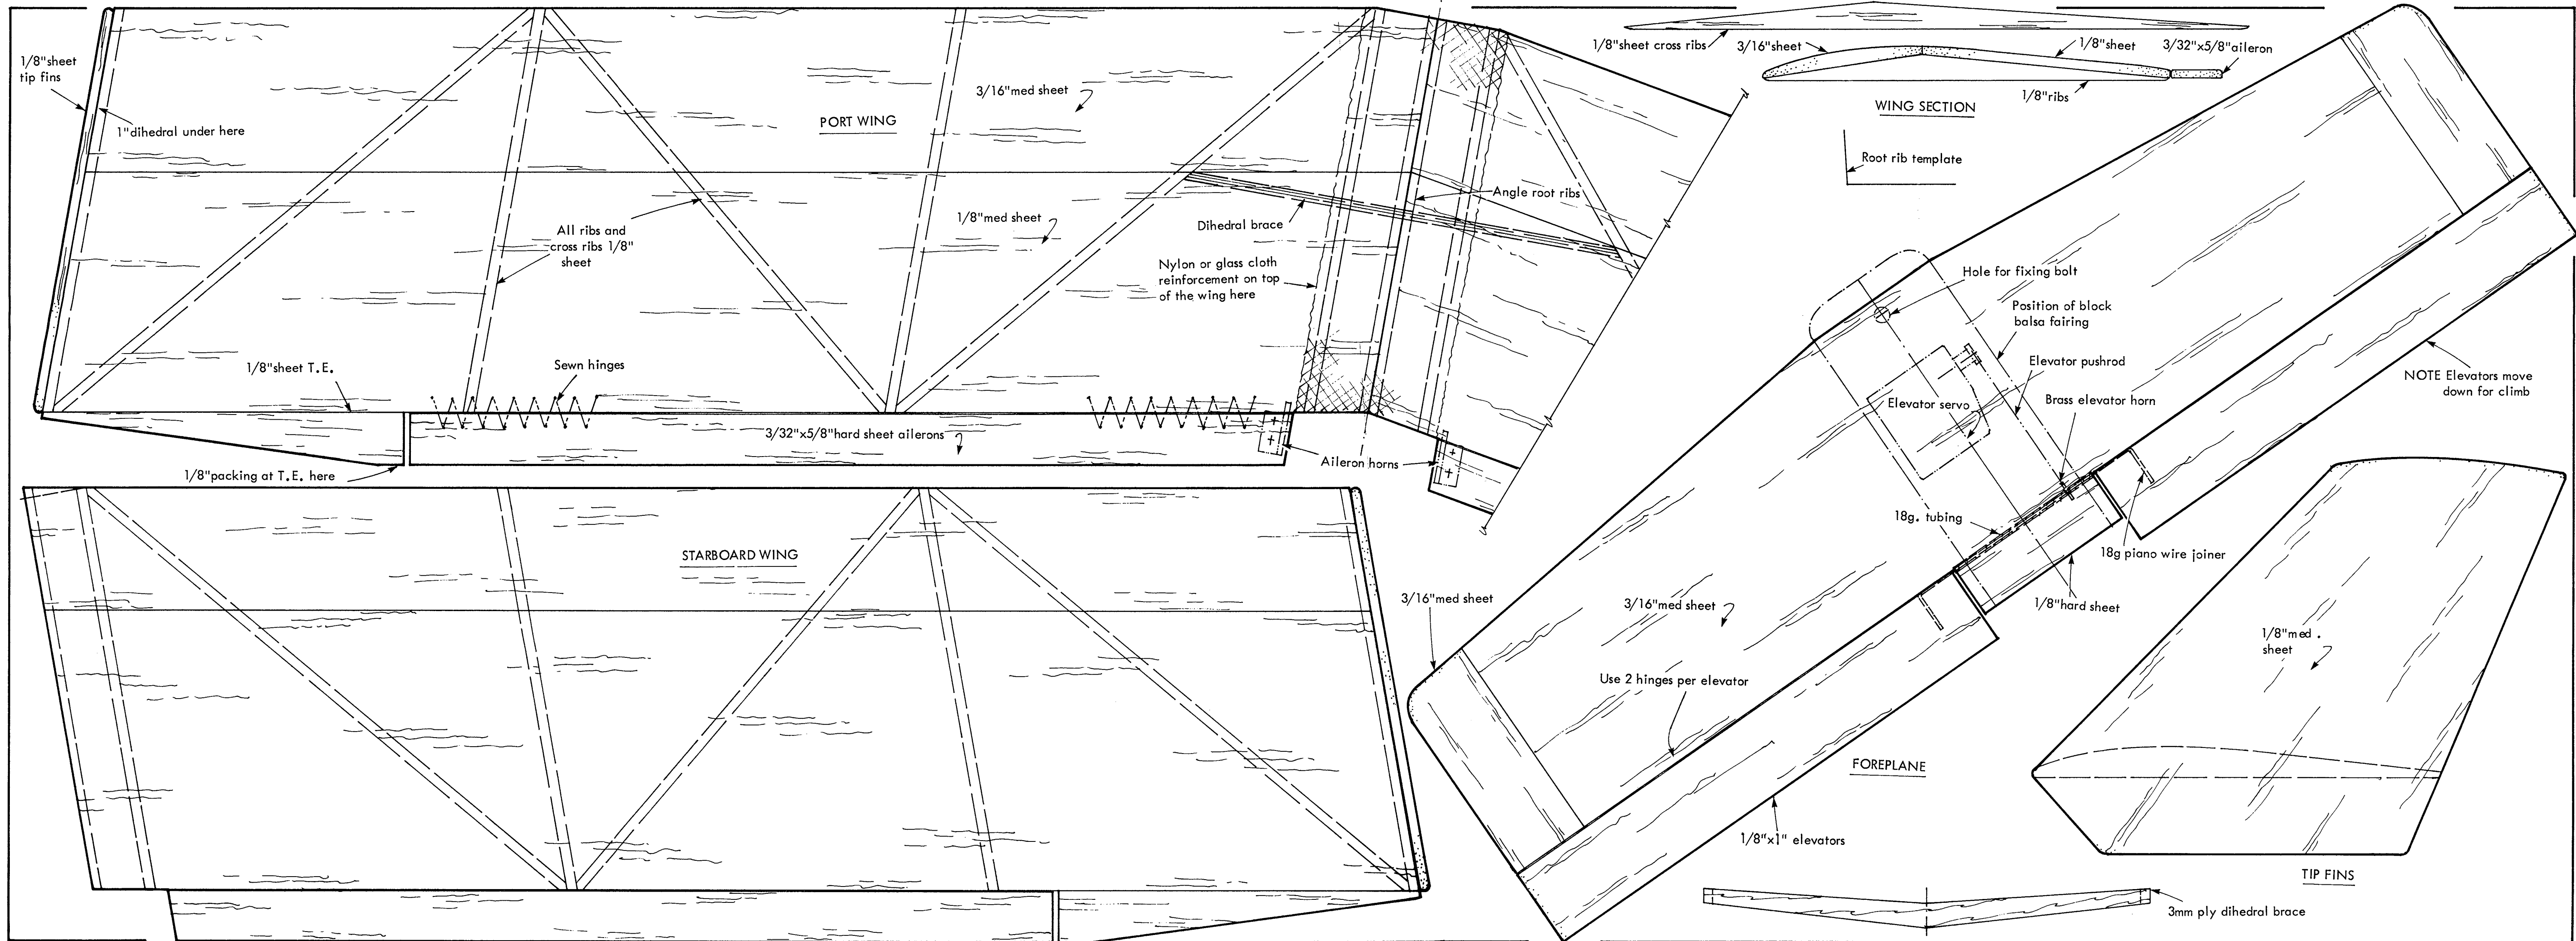 1/8"sheet
tip fins
1"dihedral under here
3/16"med sheet
PORT WING
All ribs and
cross ribs 1/8"
sheet
1/8"med sheet
Dihedral brace
Angle root ribs
Nylon or glass cloth
reinforcement on top
of the wing here
1/8"sheet T.E.
Sewn hinges
3/32"x5/8"hard sheet ailerons
Aileron horns
1/8"packing at T.E. here
STARBOARD WING
1/8"sheet cross ribs
3/16"sheet
1/8"sheet
3/32"x5/8"aileron
1/8"ribs
WING SECTION
Root rib template
Hole for fixing bolt
Position of block
balsa fairing
Elevator pushrod
NOTE Elevators move
down for climb
Brass elevator horn
Elevator servo
18g. tubing
18g piano wire joiner
1/8"hard sheet
3/16"med sheet
3/16"med sheet
Use 2 hinges per elevator
FOREPLANE
1/8"x1" elevators
1/8"med .
sheet
TIP FINS
3mm ply dihedral brace